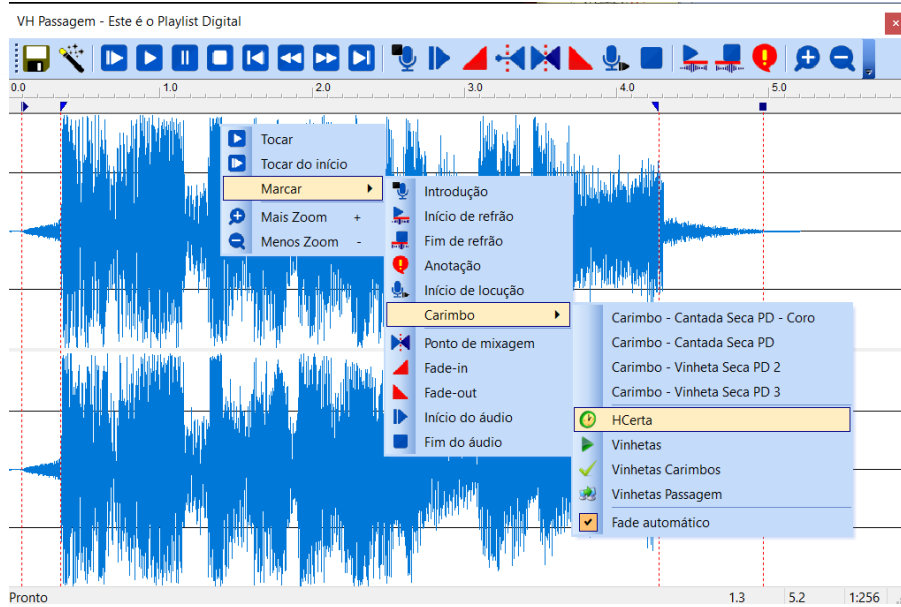 VH Passagem - Este é o Playlist Digital
0.0 1.0 2.0 3.0 4.0 5.0
Tocar
Tocar do início
Marcar
Mais Zoom +
Menos Zoom -
Introdução
Início de refrão
Fim de refrão
Anotação
Início de locução
Carimbo
Ponto de mixagem
Fade-in
Fade-out
Início do áudio
Fim do áudio
Carimbo - Cantada Seca PD - Coro
Carimbo - Cantada Seca PD
Carimbo - Vinheta Seca PD 2
Carimbo - Vinheta Seca PD 3
HCerta
Vinhetas
Vinhetas Carimbos
Vinhetas Passagem
Fade automático
Pronto 1.3 5.2 1:256